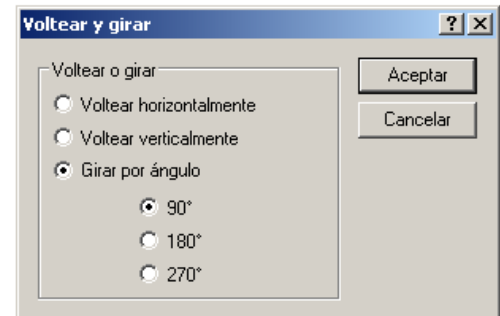 Voltear y girar
Voltear o girar
Voltear horizontalmente
Voltear verticalmente
Girar por ángulo
90°
180°
270°
Aceptar
Cancelar